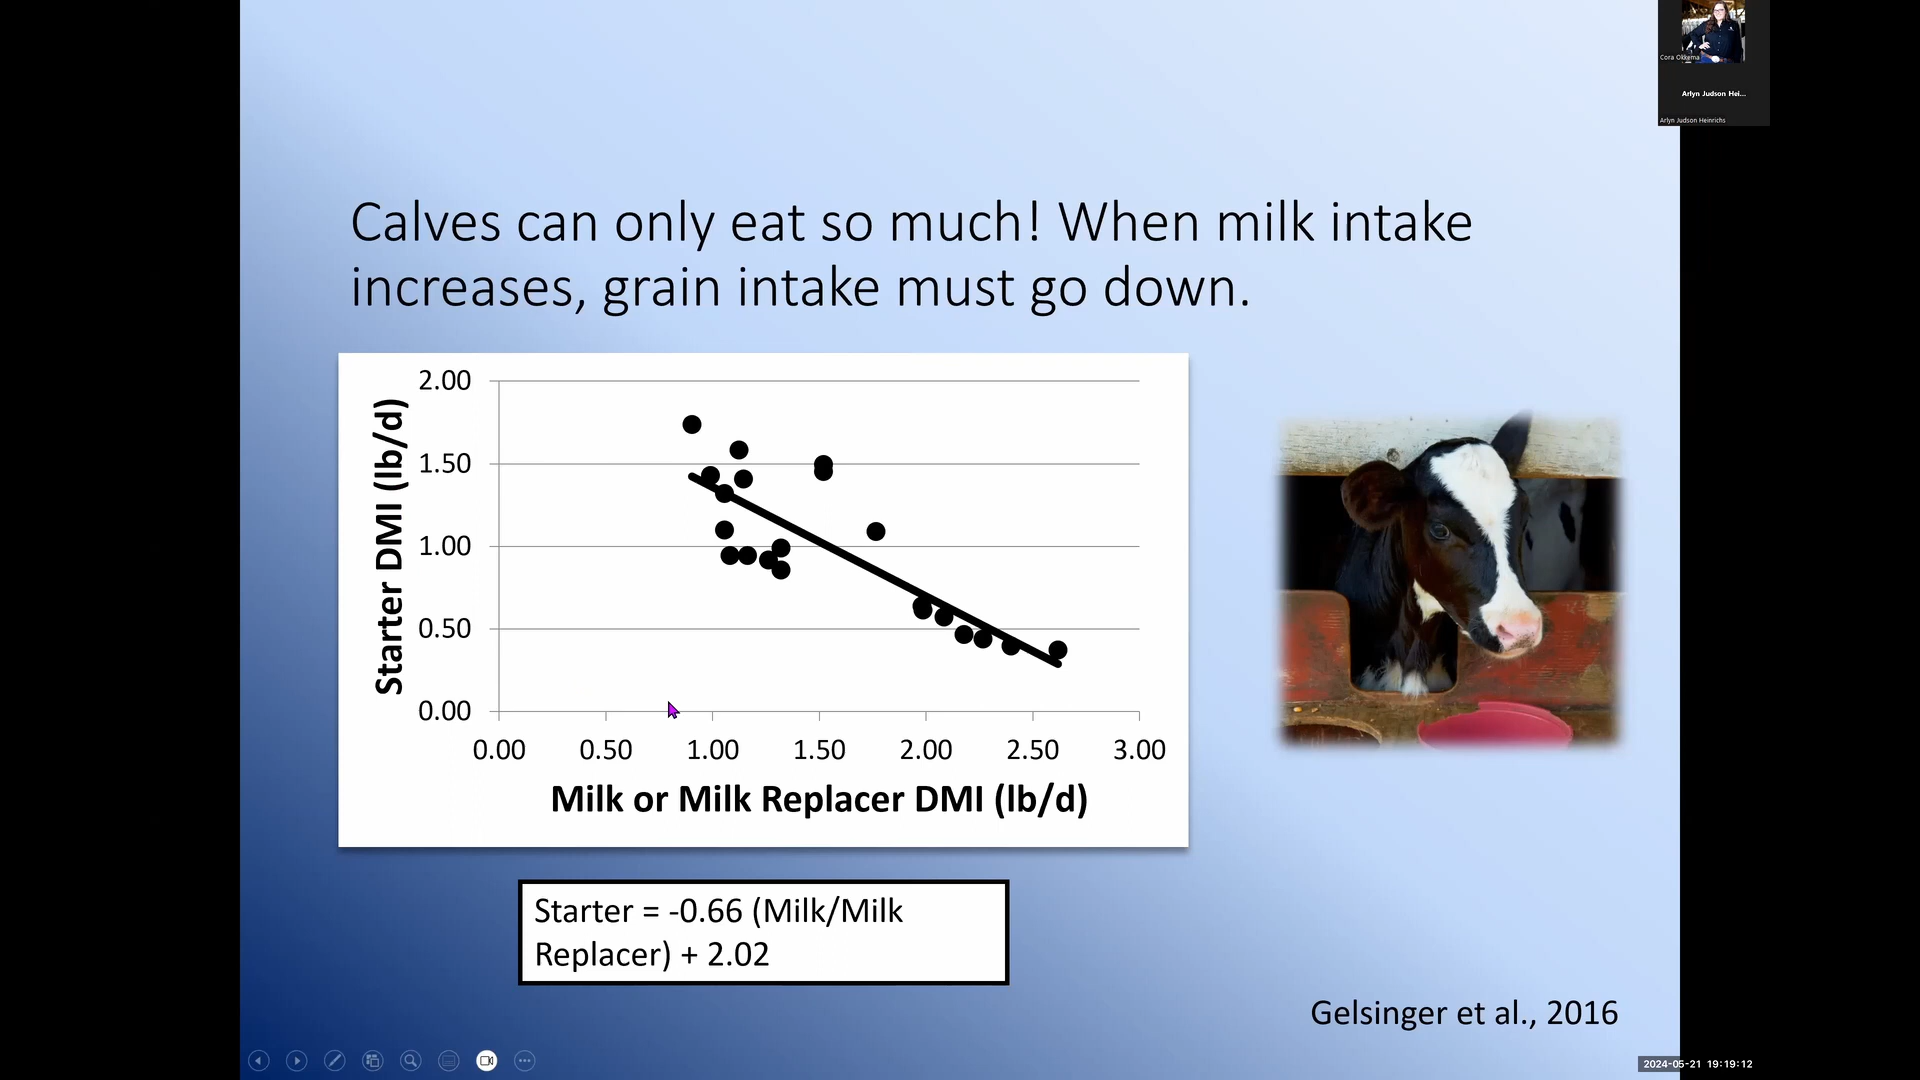 Cora Okkema
Arlyn Judson Hei...
Arlyn Judson Heinrichs
Calves can only eat so much! When milk intake
increases, grain intake must go down.
Starter DMI (lb/d)
2.00
1.50
1.00
0.50
0.00
0.00 0.50 1.00 1.50 2.00 2.50 3.00
Milk or Milk Replacer DMI (lb/d)
Starter = -0.66 (Milk/Milk
Replacer) + 2.02
Gelsinger et al., 2016
2024-05-21 19:19:12